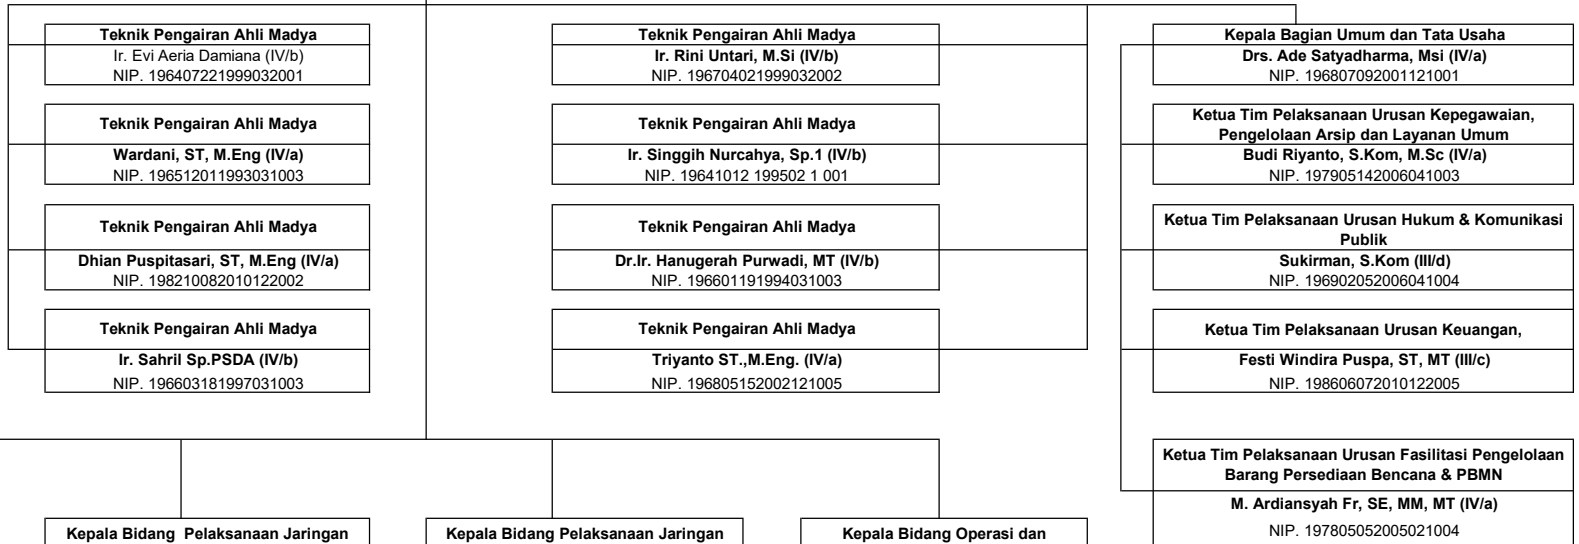 Teknik Pengairan Ahli Madya
Ir. Evi Aeria Damiana (IV/b)
NIP. 196407221999032001
Teknik Pengairan Ahli Madya
Wardani, ST, M.Eng (IV/a)
NIP. 196512011993031003
Teknik Pengairan Ahli Madya
Dhian Puspitasari, ST, M.Eng (IV/a)
NIP. 198210082010122002
Teknik Pengairan Ahli Madya
Ir. Sahril Sp.PSDA (IV/b)
NIP. 196603181997031003
Teknik Pengairan Ahli Madya
Ir. Rini Untari, M.Si (IV/b)
NIP. 196704021999032002
Teknik Pengairan Ahli Madya
Ir. Singgih Nurcahya, Sp.1 (IV/b)
NIP. 19641012 199502 1 001
Teknik Pengairan Ahli Madya
Dr.Ir. Hanugerah Purwadi, MT (IV/b)
NIP. 196601191994031003
Teknik Pengairan Ahli Madya
Triyanto ST.,M.Eng. (IV/a)
NIP. 196805152002121005
Kepala Bagian Umum dan Tata Usaha
Drs. Ade Satyadharma, Msi (IV/a)
NIP. 196807092001121001
Ketua Tim Pelaksanaan Urusan Kepegawaian,
Pengelolaan Arsip dan Layanan Umum
Budi Riyanto, S.Kom, M.Sc (IV/a)
NIP. 197905142006041003
Ketua Tim Pelaksanaan Urusan Hukum & Komunikasi
Publik
Sukirman, S.Kom (III/d)
NIP. 196902052006041004
Ketua Tim Pelaksanaan Urusan Keuangan,
Festi Windira Puspa, ST, MT (III/c)
NIP. 198606072010122005
Ketua Tim Pelaksanaan Urusan Fasilitasi Pengelolaan
Barang Persediaan Bencana & PBMN
M. Ardiansyah Fr, SE, MM, MT (IV/a)
NIP. 197805052005021004
Kepala Bidang  Pelaksanaan Jaringan
Kepala Bidang Pelaksanaan Jaringan
Kepala Bidang Operasi dan